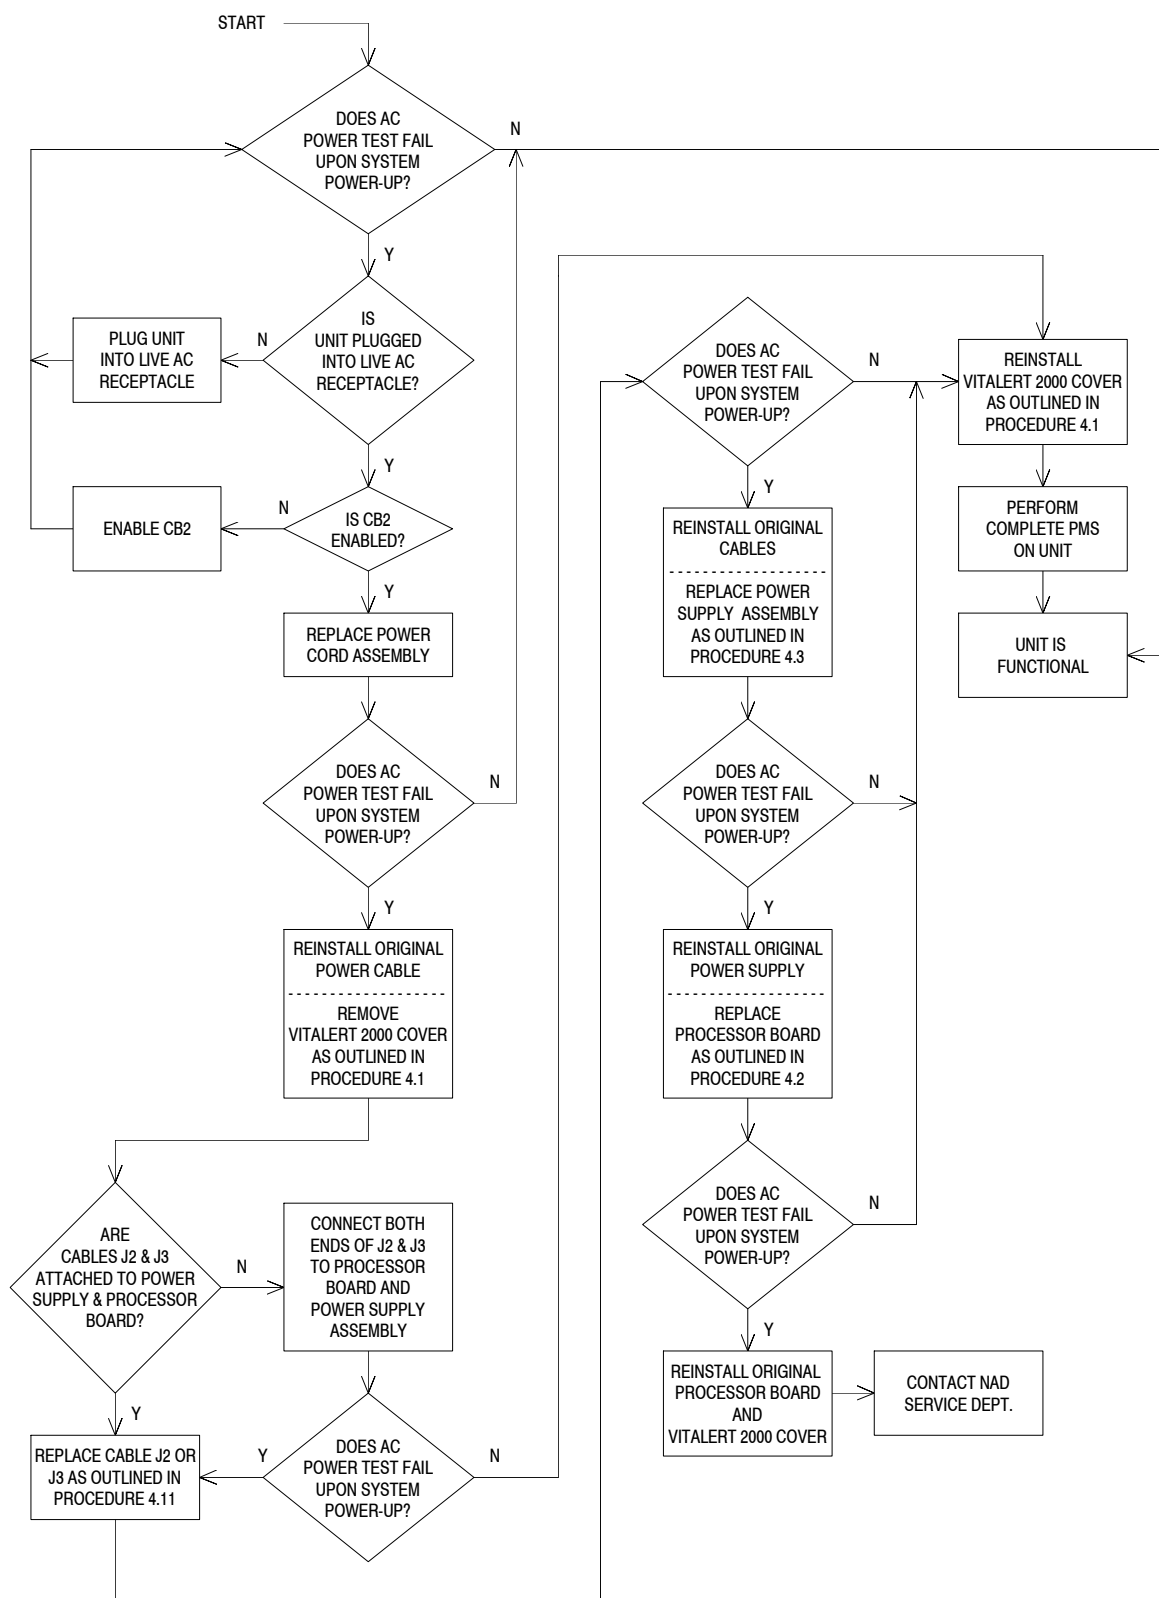 START
DOES AC
POWER TEST FAIL
UPON SYSTEM
POWER-UP?
N
Y
IS
UNIT PLUGGED
INTO LIVE AC
RECEPTACLE?
N
PLUG UNIT
INTO LIVE AC
RECEPTACLE
Y
IS CB2
ENABLED?
N
ENABLE CB2
Y
REPLACE POWER
CORD ASSEMBLY
DOES AC
POWER TEST FAIL
UPON SYSTEM
POWER-UP?
N
Y
REINSTALL ORIGINAL
POWER CABLE
REMOVE
VITALERT 2000 COVER
AS OUTLINED IN
PROCEDURE 4.1
ARE
CABLES J2 & J3
ATTACHED TO POWER
SUPPLY & PROCESSOR
BOARD?
N
CONNECT BOTH
ENDS OF J2 & J3
TO PROCESSOR
BOARD AND
POWER SUPPLY
ASSEMBLY
Y
REPLACE CABLE J2 OR
J3 AS OUTLINED IN
PROCEDURE 4.11
Y
DOES AC
POWER TEST FAIL
UPON SYSTEM
POWER-UP?
N
DOES AC
POWER TEST FAIL
UPON SYSTEM
POWER-UP?
N
Y
REINSTALL ORIGINAL
CABLES
REPLACE POWER
SUPPLY ASSEMBLY
AS OUTLINED IN
PROCEDURE 4.3
DOES AC
POWER TEST FAIL
UPON SYSTEM
POWER-UP?
N
Y
REINSTALL ORIGINAL
POWER SUPPLY
REPLACE
PROCESSOR BOARD
AS OUTLINED IN
PROCEDURE 4.2
DOES AC
POWER TEST FAIL
UPON SYSTEM
POWER-UP?
N
Y
REINSTALL ORIGINAL
PROCESSOR BOARD
AND
VITALERT 2000 COVER
CONTACT NAD
SERVICE DEPT.
REINSTALL
VITALERT 2000 COVER
AS OUTLINED IN
PROCEDURE 4.1
PERFORM
COMPLETE PMS
ON UNIT
UNIT IS
FUNCTIONAL